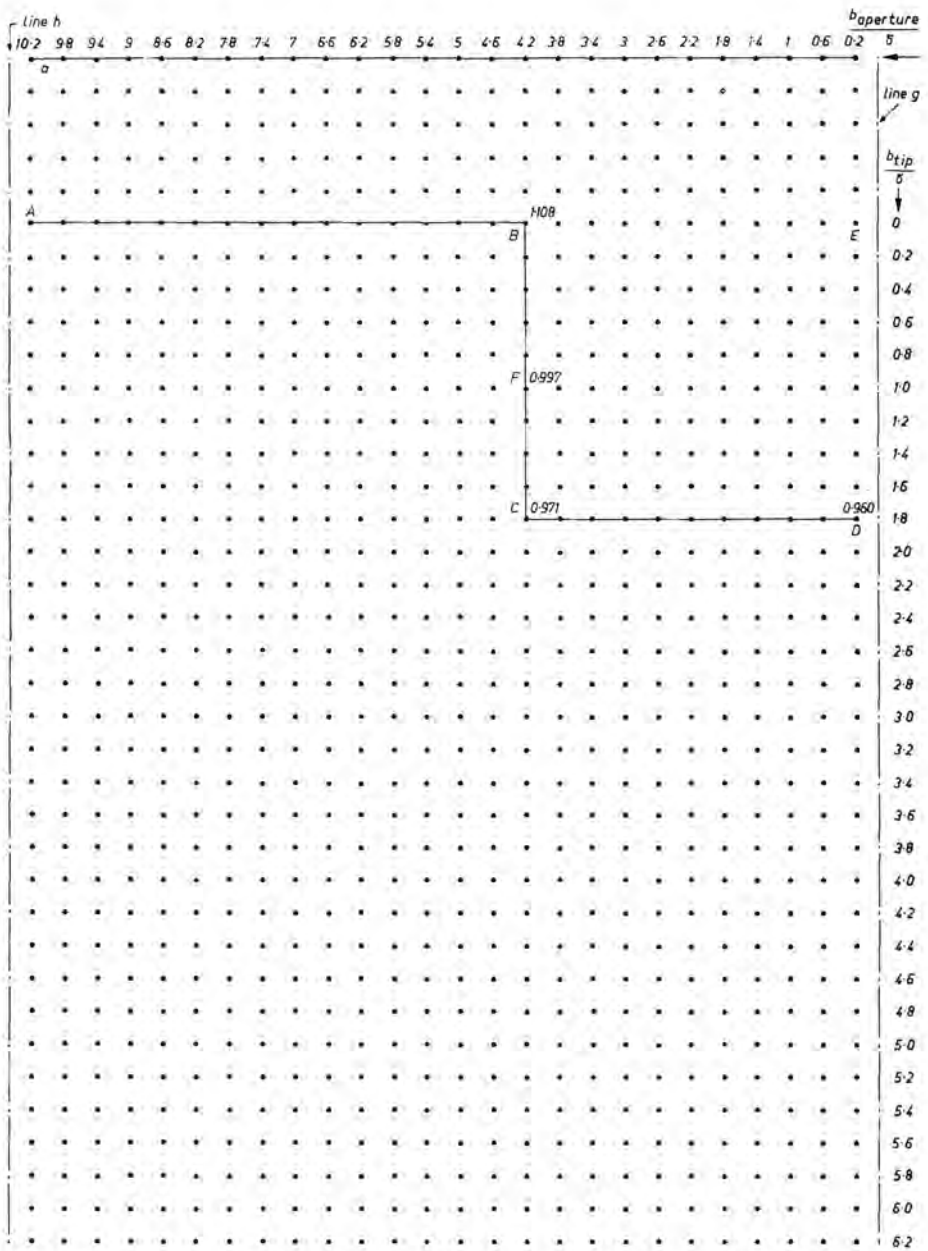 line h
b aperture
10·2 9·8 9·4 9 8·6 8·2 7·8 7·4 7 6·6 6·2 5·8 5·4 5 4·6 4·2 3·8 3·4 3 2·6 2·2 1·8 1·4 1 0·6 0·2 δ
a
line g
b tip
δ
A 1·108 0
B E
0·2
0·4
0·6
0·8
F 0·997 1·0
1·2
1·4
1·6
C 0·971 0·960 1·8
D
2·0
2·2
2·4
2·6
2·8
3·0
3·2
3·4
3·6
3·8
4·0
4·2
4·4
4·6
4·8
5·0
5·2
5·4
5·6
5·8
6·0
6·2